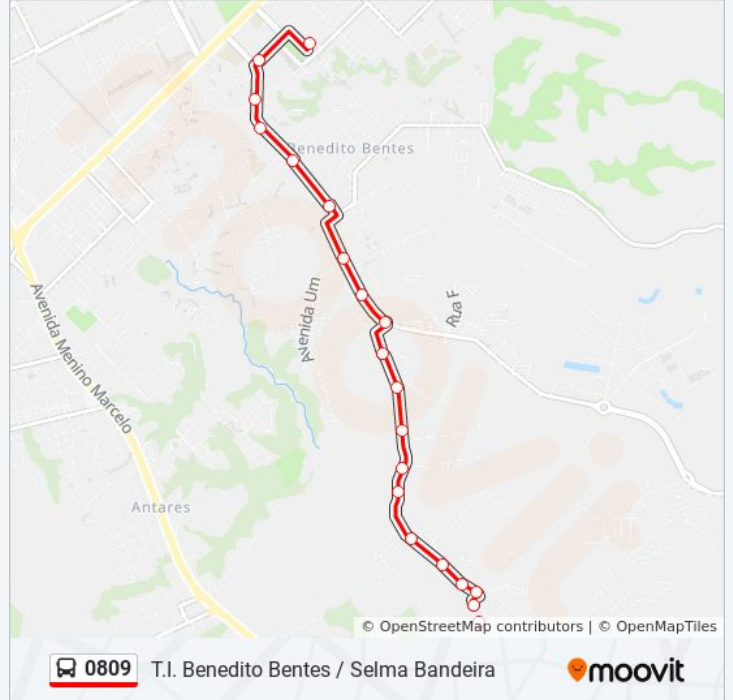 Benedito Bentes
Avenida Um
Rua F
Avenida Menino Marcelo
Antares
© OpenStreetMap contributors | © OpenMapTiles
0809 T.I. Benedito Bentes / Selma Bandeira
moovit